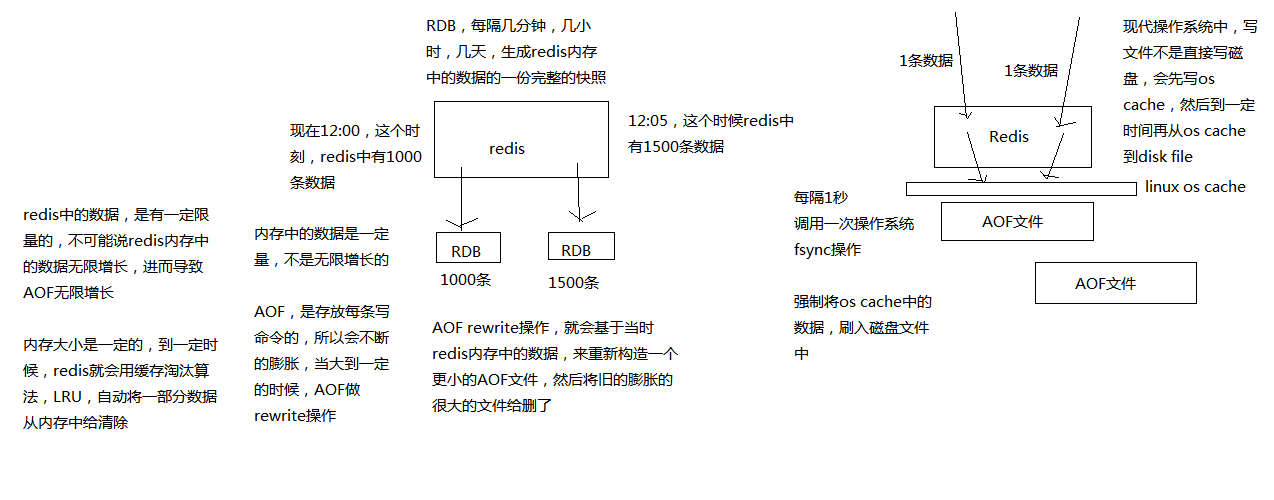 RDB，每隔几分钟，几小
时，几天，生成redis内存
中的数据的一份完整的快照
现在12:00，这个时
刻，redis中有1000
条数据
redis
12:05，这个时候redis中
有1500条数据
redis中的数据，是有一定限
量的，不可能说redis内存中
的数据无限增长，进而导致
AOF无限增长
内存中的数据是一定
量，不是无限增长的
RDB
1000条
RDB
1500条
内存大小是一定的，到一定时
候，redis就会用缓存淘汰算
法，LRU，自动将一部分数据
从内存中给清除
AOF，是存放每条写
命令的，所以会不断
的膨胀，当大到一定
的时候，AOF做
rewrite操作
AOF rewrite操作，就会基于当时
redis内存中的数据，来重新构造一个
更小的AOF文件，然后将旧的膨胀的
很大的文件给删了
1条数据
1条数据
现代操作系统中，写
文件不是直接写磁
盘，会先写os
cache，然后到一定
时间再从os cache
到disk file
Redis
linux os cache
每隔1秒
调用一次操作系统
fsync操作
AOF文件
AOF文件
强制将os cache中的
数据，刷入磁盘文件
中